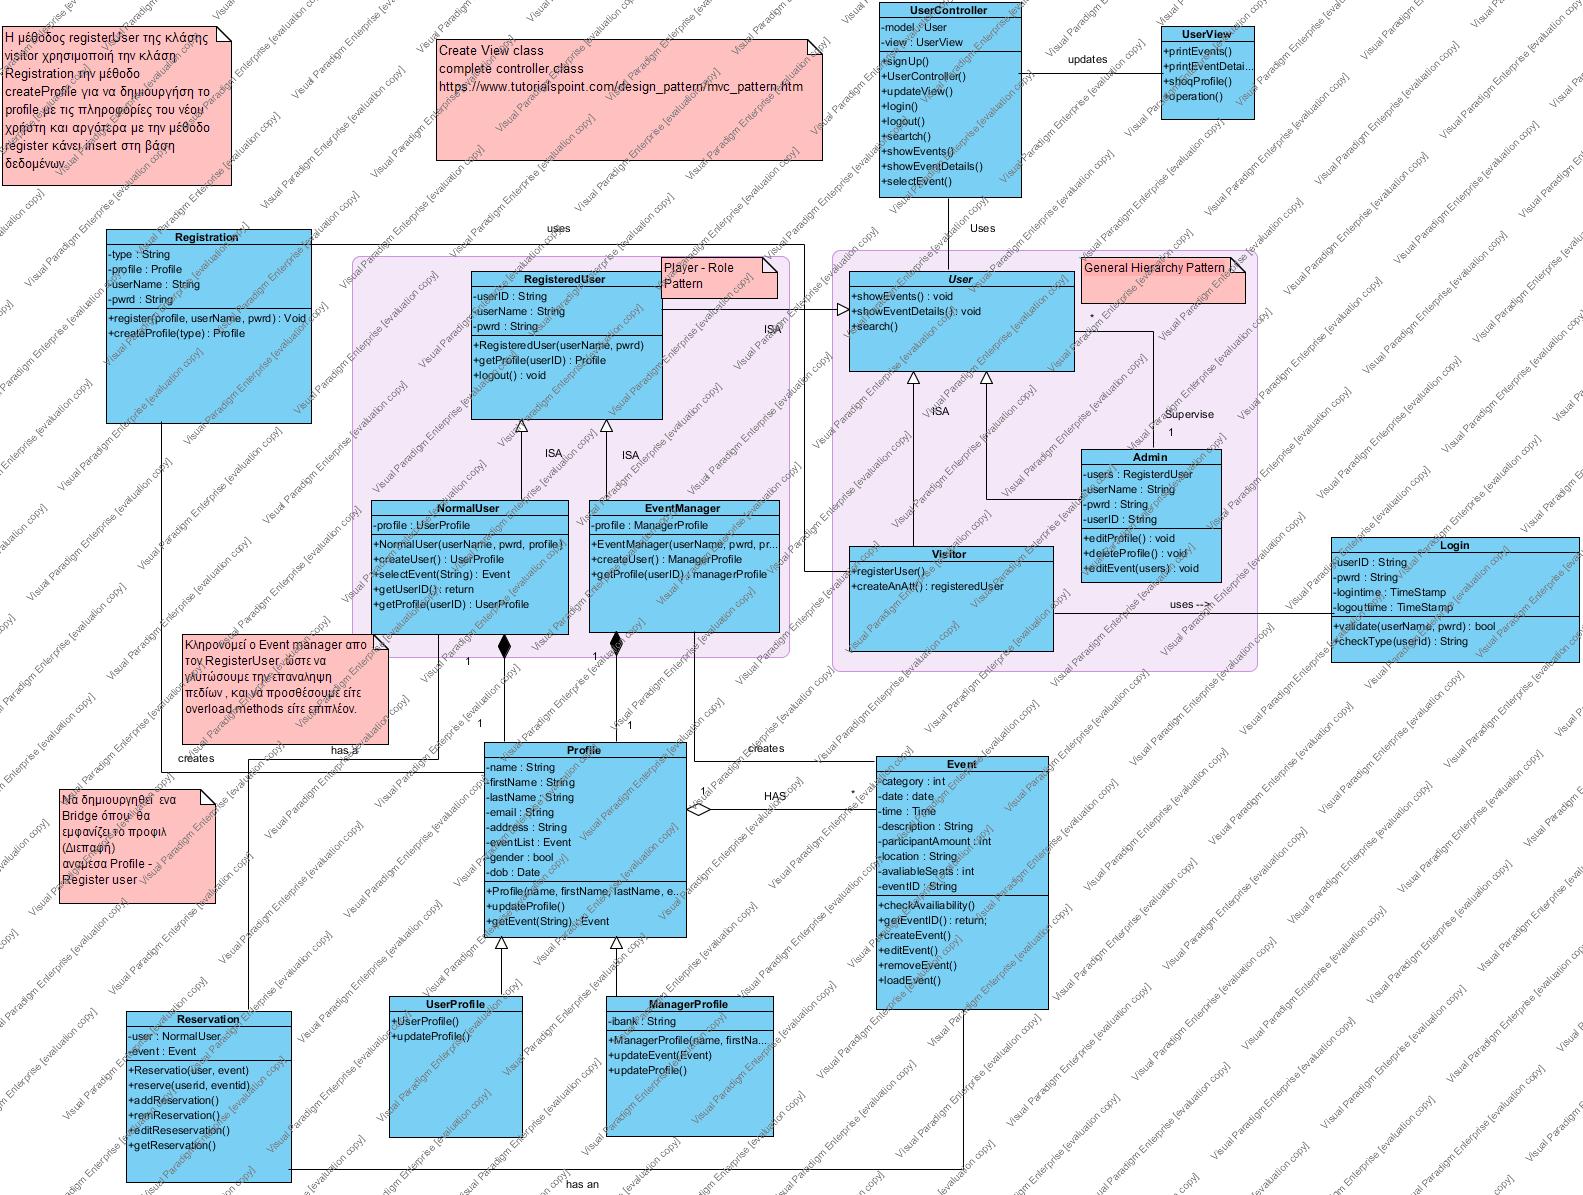 Η μέθοδος registerUser της κλάσης
visitor χρησιμοποιή την κλάση
Registration την μέθοδο
createProfile για να δημιουργήση το
profile με τις πληροφορίες του νέου
χρήστη και αργότερα με την μέθοδο
register κάνει insert στη βάση
δεδομένων.
Create View class
complete controller class
https://www.tutorialspoint.com/design_pattern/mvc_pattern.htm
UserController
-model : User
-view : UserView
+signUp()
+UserController()
+updateView()
+login()
+logout()
+seartch()
+showEvents()
+showEventDetails()
+selectEvent()
updates
UserView
+printEvents()
+printEventDetai...
+shoqProfile()
+operation()
Uses
uses
Registration
-type : String
-profile : Profile
-userName : String
-pwrd : String
+register(profile, userName, pwrd) : Void
+createProfile(type) : Profile
RegisteredUser
-userID : String
-userName : String
-pwrd : String
+RegisteredUser(userName, pwrd)
+getProfile(userID) : Profile
+logout() : void
Player - Role
Pattern
ISA
User
+showEvents() : void
+showEventDetails() : void
+search()
General Hierarchy Pattern
*
Supervise
1
ISA
ISA
ISA
Admin
-users : RegisterdUser
-userName : String
-pwrd : String
-userID : String
+editProfile() : void
+deleteProfile() : void
+editEvent(users) : void
NormalUser
-profile : UserProfile
+NormalUser(userName, pwrd, profile)
+createUser() : UserProfile
+selectEvent(String) : Event
+getUserID() : return
+getProfile(userID) : UserProfile
EventManager
-profile : ManagerProfile
+EventManager(userName, pwrd, pr...
+createUser() : ManagerProfile
+getProfile(userID) : managerProfile
Visitor
+registerUser()
+createAnAtt() : registeredUser
uses -->
Login
-userID : String
-pwrd : String
-logintime : TimeStamp
-logouttime : TimeStamp
+validate(userName, pwrd) : bool
+checkType(userId) : String
Κληρονομεί ο Event manager απο
τον RegisterUser ώστε να
γλυτώσουμε την επαναληψη
πεδίων , και να προσθέσουμε είτε
overload methods είτε επιπλέον.
1
1
1
1
has a
creates
creates
Να δημιουργηθεί ενα
Bridge όπου θα
εμφανίζει το προφιλ
(Διεπαφή)
αναμεσα Profile -
Register user
Profile
-name : String
-firstName : String
-lastName : String
-email : String
-address : String
-eventList : Event
-gender : bool
-dob : Date
+Profile(name, firstName, lastName, e...
+updateProfile()
+getEvent(String) : Event
1
HAS
*
Event
-category : int
-date : date
-time : Time
-description : String
-participantAmount : int
-location : String
-avaliableSeats : int
-eventID : String
+checkAvailiability()
+getEventID() : return;
+createEvent()
+editEvent()
+removeEvent()
+loadEvent()
UserProfile
+UserProfile()
+updateProfile()
ManagerProfile
-ibank : String
+ManagerProfile(name, firstNa...
+updateEvent(Event)
+updateProfile()
Reservation
-user : NormalUser
-event : Event
+Reservatio(user, event)
+reserve(userid, eventid)
+addReservation()
+remReservation()
+editReseservation()
+getReservation()
has an
Visual Paradigm Enterprise [evaluation copy]